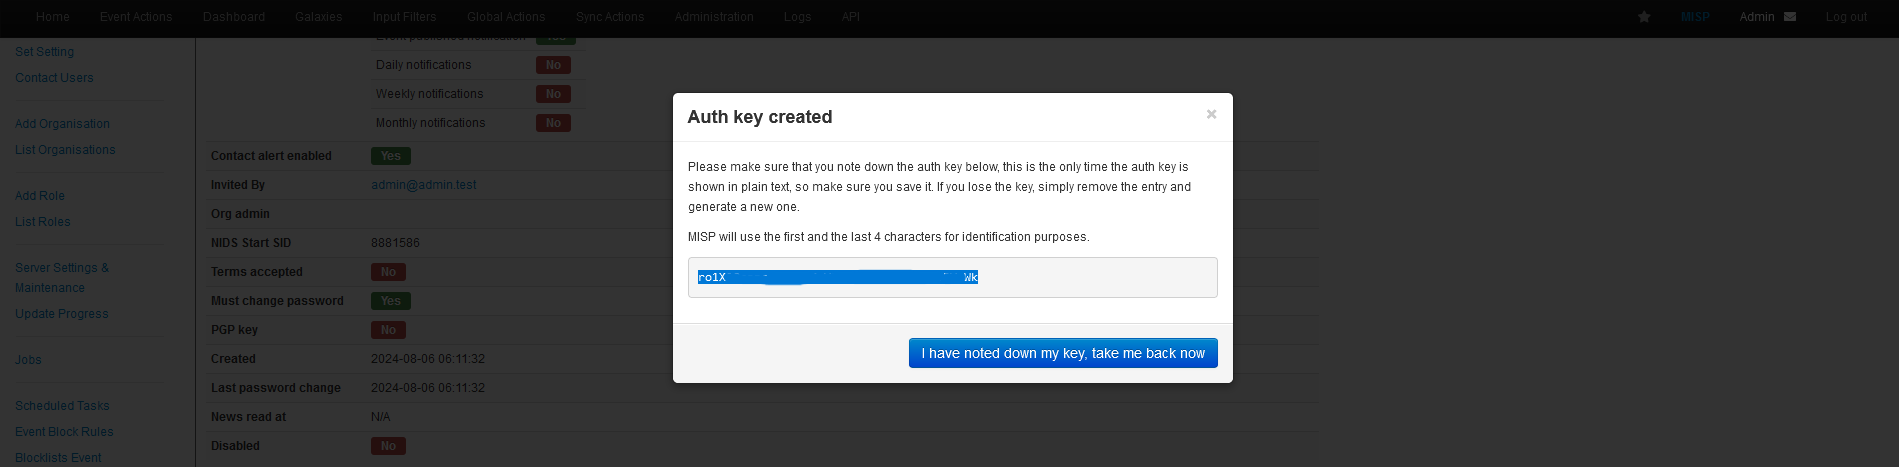 Home Event Actions Dashboard Galaxies Input Filters Global Actions Sync Actions Administration Logs API MISP Admin Log out
Set Setting
Contact Users
Add Organisation
List Organisations
Add Role
List Roles
Server Settings &
Maintenance
Update Progress
Jobs
Scheduled Tasks
Event Block Rules
Blocklists Event
Event published notification Yes
Daily notifications No
Weekly notifications No
Monthly notifications No
Contact alert enabled Yes
Invited By admin@admin.test
Org admin
NIDS Start SID 8881586
Terms accepted No
Must change password Yes
PGP key No
Created 2024-08-06 06:11:32
Last password change 2024-08-06 06:11:32
News read at N/A
Disabled No
Auth key created ×
Please make sure that you note down the auth key below, this is the only time the auth key is
shown in plain text, so make sure you save it. If you lose the key, simply remove the entry and
generate a new one.
MISP will use the first and the last 4 characters for identification purposes.
ro1X Wk
I have noted down my key, take me back now